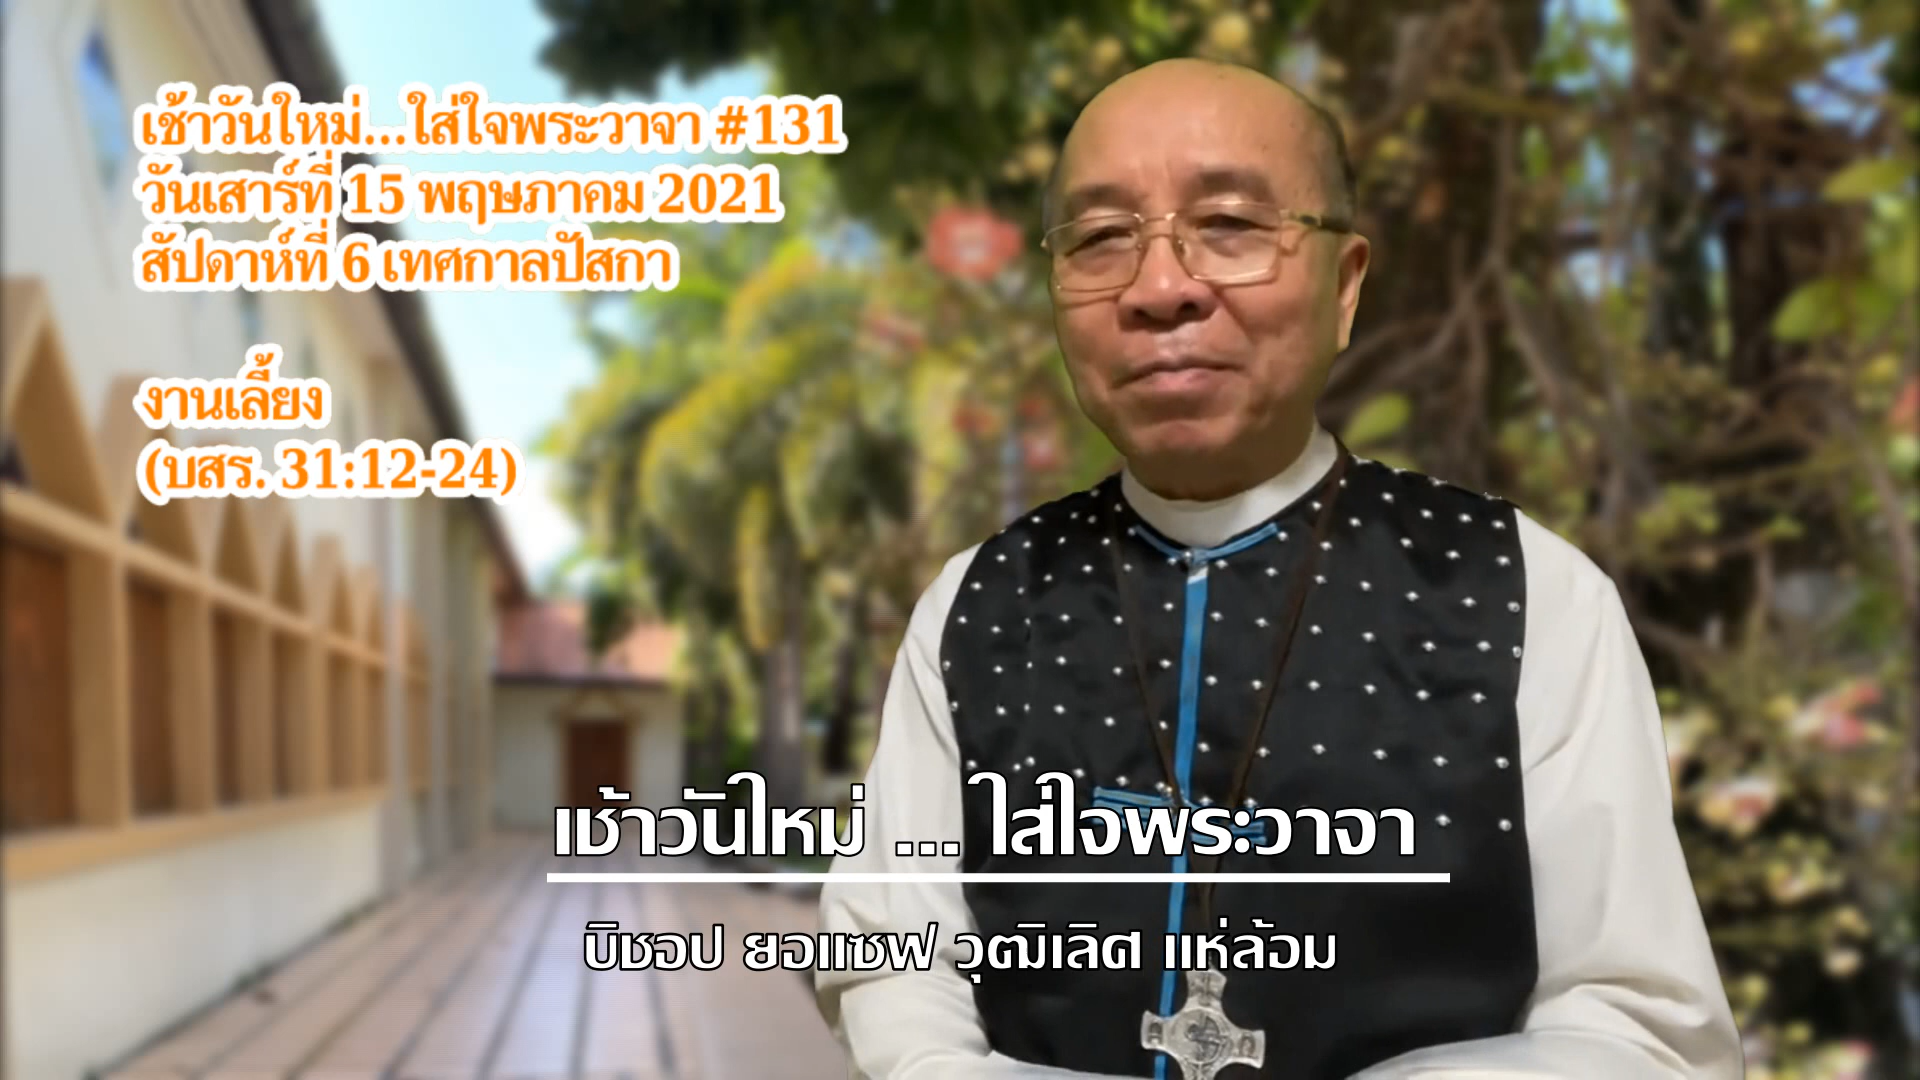 เช้าวันใหม่...ใส่ใจพระวาจา #131
วันเสาร์ที่ 15 พฤษภาคม 2021
สัปดาห์ที่ 6 เทศกาลปัสกา
งานเลี้ยง
(บสร. 31:12-24)
เช้าวันใหม่ ... ใส่ใจพระวาจา
บิชอป ยอแซฟ วุฒิเลิศ แห่ล้อม